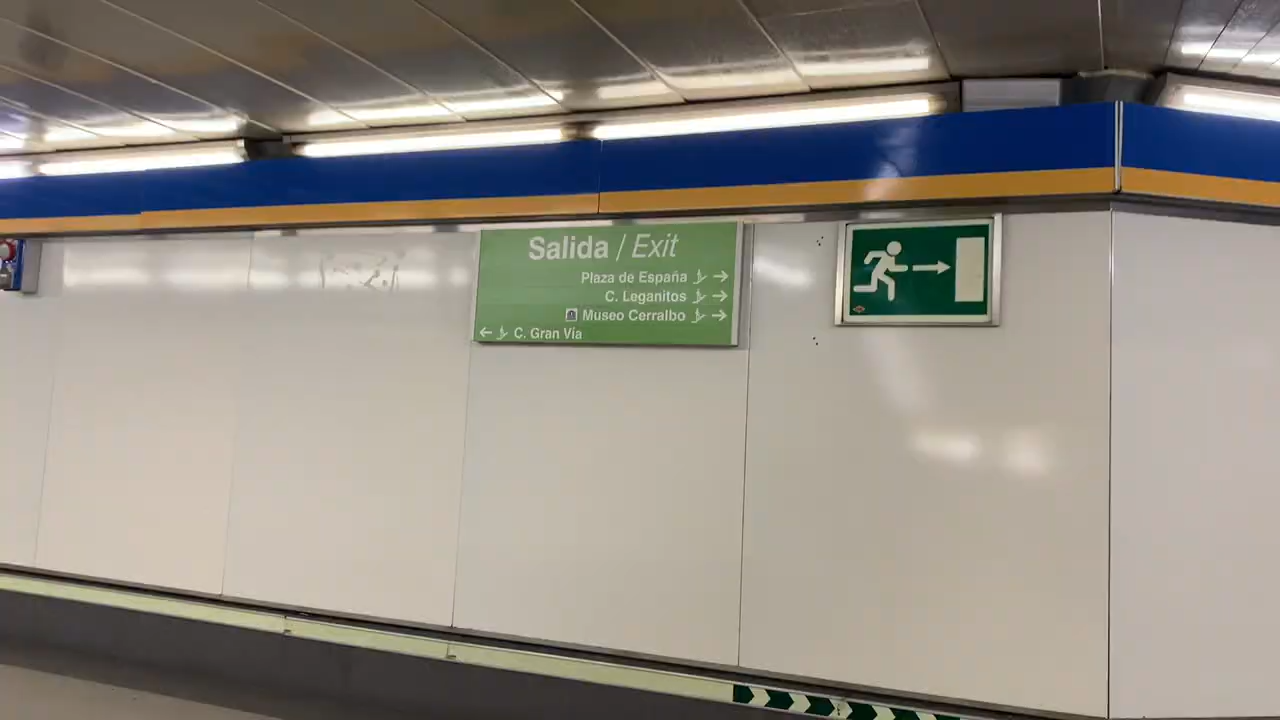 Salida / Exit
Plaza de España
C. Leganitos
Museo Cerralbo
C. Gran Vía